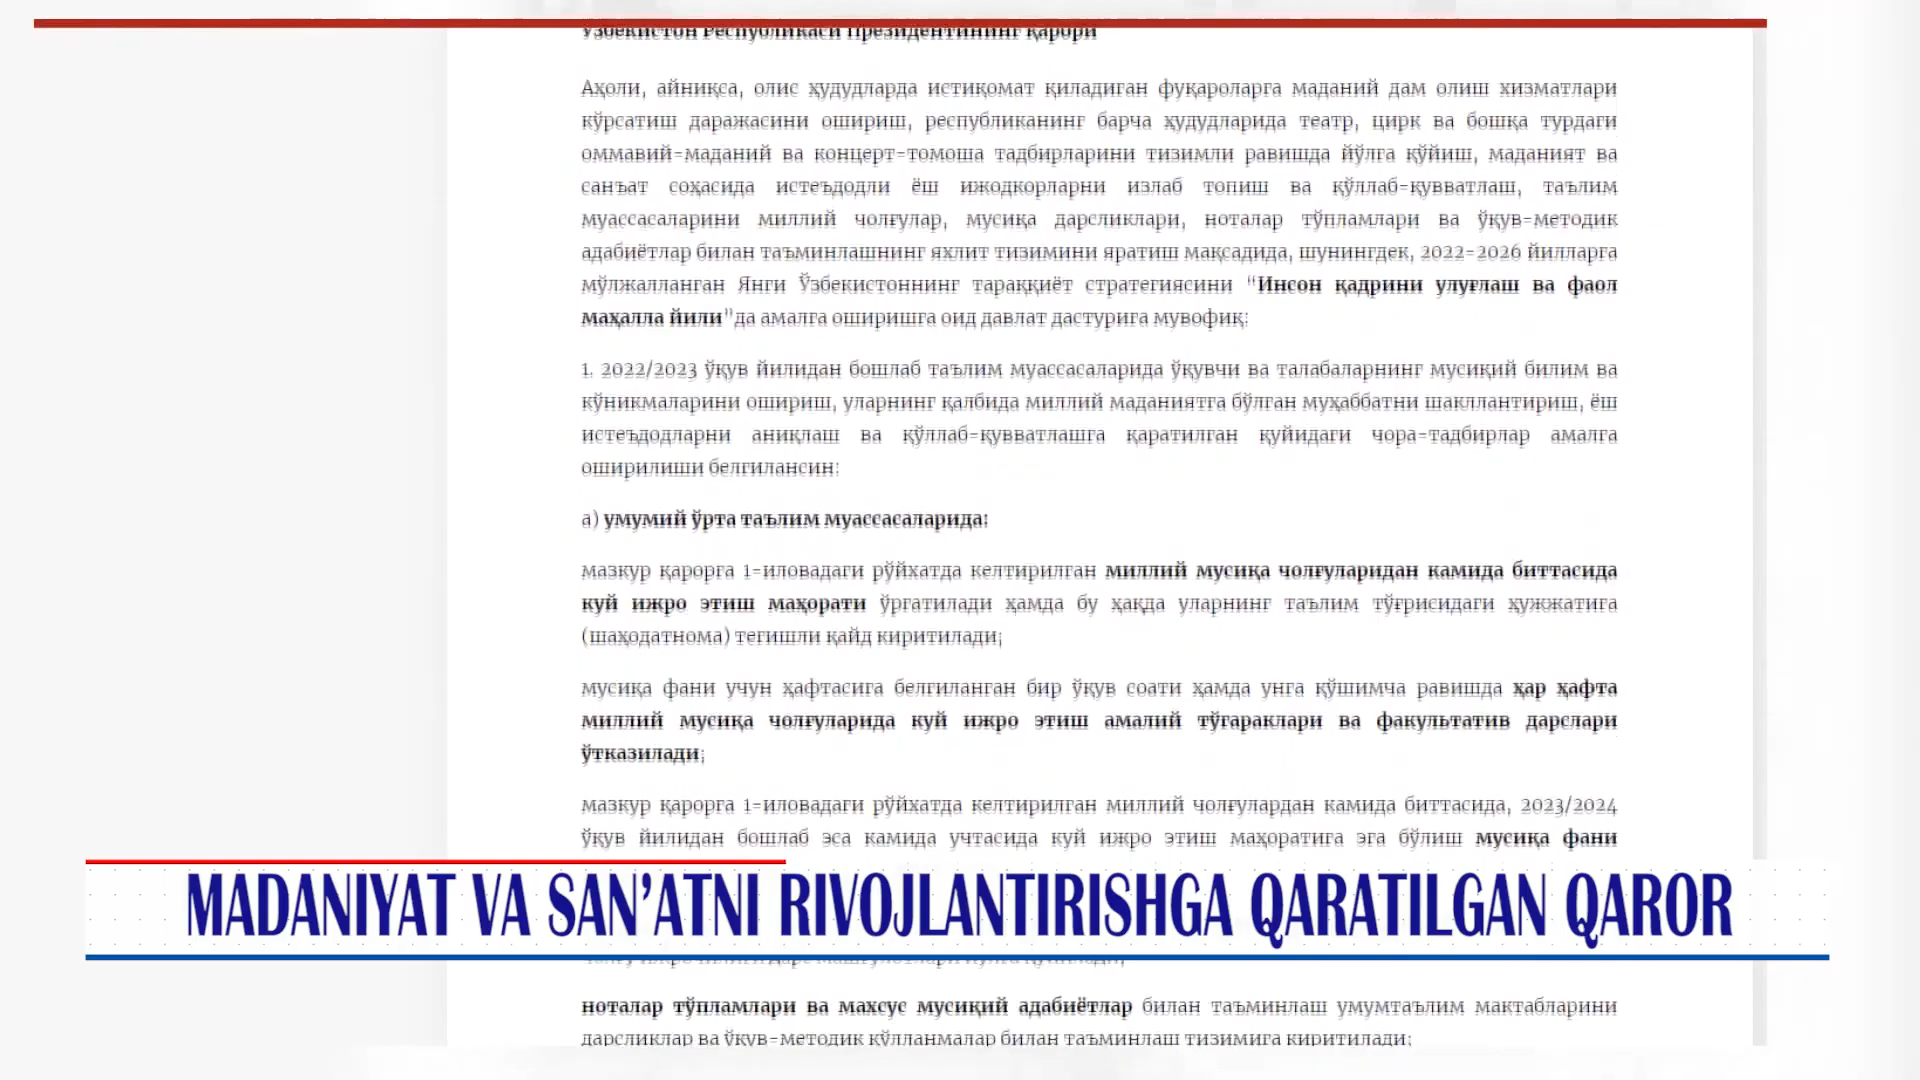 Ўзбекистон Республикаси Президентининг қарори
Аҳоли, айниқса, олис ҳудудларда истиқомат қиладиган фуқароларга маданий дам олиш хизматлари
кўрсатиш даражасини ошириш, республиканинг барча ҳудудларида театр, цирк ва бошқа турдаги
оммавий-маданий ва концерт-томоша тадбирларини тизимли равишда йўлга қўйиш, маданият ва
санъат соҳасида истеъдодли ёш ижодкорларни излаб топиш ва қўллаб-қувватлаш, таълим
муассасаларини миллий чолғулар, мусиқа дарсликлари, ноталар тўпламлари ва ўқув-методик
адабиётлар билан таъминлашнинг яхлит тизимини яратиш мақсадида, шунингдек, 2022-2026 йилларга
мўлжалланган Янги Ўзбекистоннинг тараққиёт стратегиясини “Инсон қадрини улуғлаш ва фаол
маҳалла йили”да амалга оширишга оид давлат дастурига мувофиқ:
1. 2022/2023 ўқув йилидан бошлаб таълим муассасаларида ўқувчи ва талабаларнинг мусиқий билим ва
кўникмаларини ошириш, уларнинг қалбида миллий маданиятга бўлган муҳаббатни шакллантириш, ёш
истеъдодларни аниқлаш ва қўллаб-қувватлашга қаратилган қуйидаги чора-тадбирлар амалга
оширилиши белгилансин:
а) умумий ўрта таълим муассасаларида:
мазкур қарорга 1-иловадаги рўйхатда келтирилган миллий мусиқа чолғуларидан камида биттасида
куй ижро этиш маҳорати ўргатилади ҳамда бу ҳақда уларнинг таълим тўғрисидаги ҳужжатига
(шаҳодатнома) тегишли қайд киритилади;
мусиқа фани учун ҳафтасига белгиланган бир ўқув соати ҳамда унга қўшимча равишда ҳар ҳафта
миллий мусиқа чолғуларида куй ижро этиш амалий тўгараклари ва факультатив дарслари
ўтказилади;
мазкур қарорга 1-иловадаги рўйхатда келтирилган миллий чолғулардан камида биттасида, 2023/2024
ўқув йилидан бошлаб эса камида учтасида куй ижро этиш маҳоратига эга бўлиш мусиқа фани
MADANIYAT VA SAN’ATNI RIVOJLANTIRISHGA QARATILGAN QAROR
ноталар тўпламлари ва махсус мусиқий адабиётлар билан таъминлаш умумтаълим мактабларини
дарсликлар ва ўқув-методик қўлланмалар билан таъминлаш тизимига киритилади;